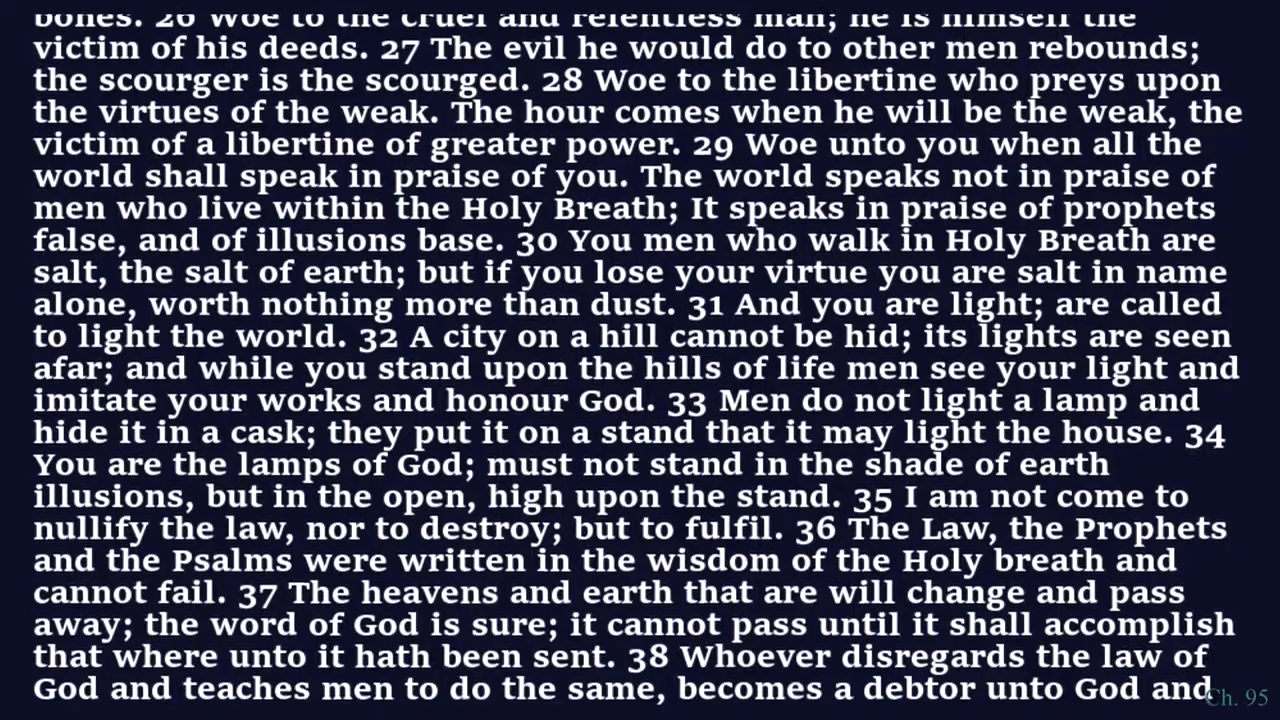 bones. 26 Woe to the cruel and relentless man; he is himself the
victim of his deeds. 27 The evil he would do to other men rebounds;
the scourger is the scourged. 28 Woe to the libertine who preys upon
the virtues of the weak. The hour comes when he will be the weak, the
victim of a libertine of greater power. 29 Woe unto you when all the
world shall speak in praise of you. The world speaks not in praise of
men who live within the Holy Breath; It speaks in praise of prophets
false, and of illusions base. 30 You men who walk in Holy Breath are
salt, the salt of earth; but if you lose your virtue you are salt in name
alone, worth nothing more than dust. 31 And you are light; are called
to light the world. 32 A city on a hill cannot be hid; its lights are seen
afar; and while you stand upon the hills of life men see your light and
imitate your works and honour God. 33 Men do not light a lamp and
hide it in a cask; they put it on a stand that it may light the house. 34
You are the lamps of God; must not stand in the shade of earth
illusions, but in the open, high upon the stand. 35 I am not come to
nullify the law, nor to destroy; but to fulfil. 36 The Law, the Prophets
and the Psalms were written in the wisdom of the Holy breath and
cannot fail. 37 The heavens and earth that are will change and pass
away; the word of God is sure; it cannot pass until it shall accomplish
that where unto it hath been sent. 38 Whoever disregards the law of
God and teaches men to do the same, becomes a debtor unto God and
Ch. 95